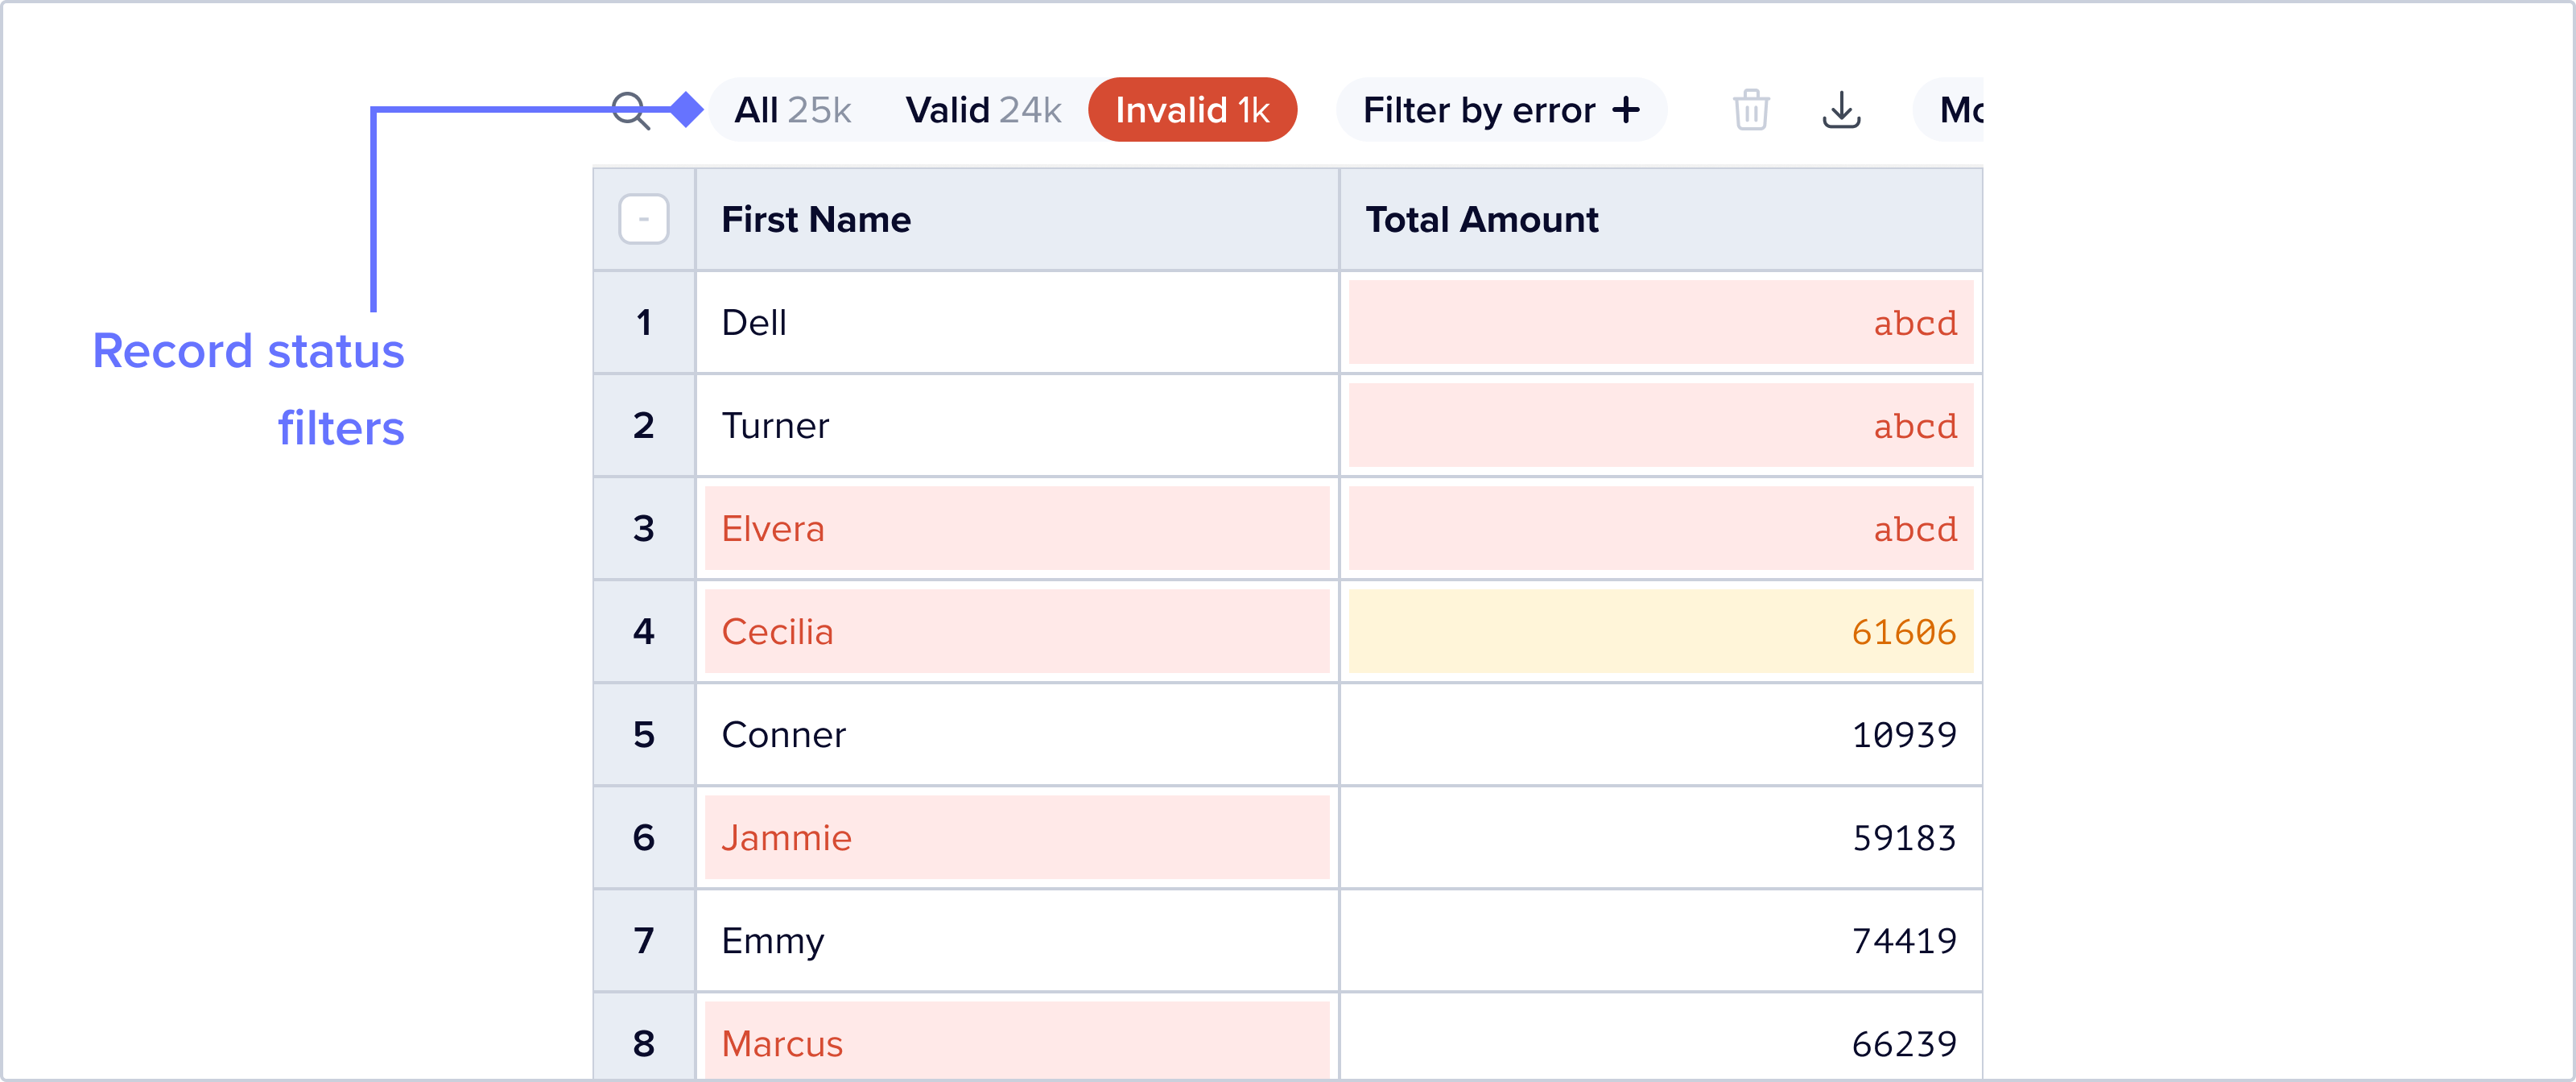 All 25k Valid 24k Invalid 1k Filter by error + Mo
First Name Total Amount
1 Dell abcd
Record status
filters
2 Turner abcd
3 Elvera abcd
4 Cecilia 61606
5 Conner 10939
6 Jammie 59183
7 Emmy 74419
8 Marcus 66239